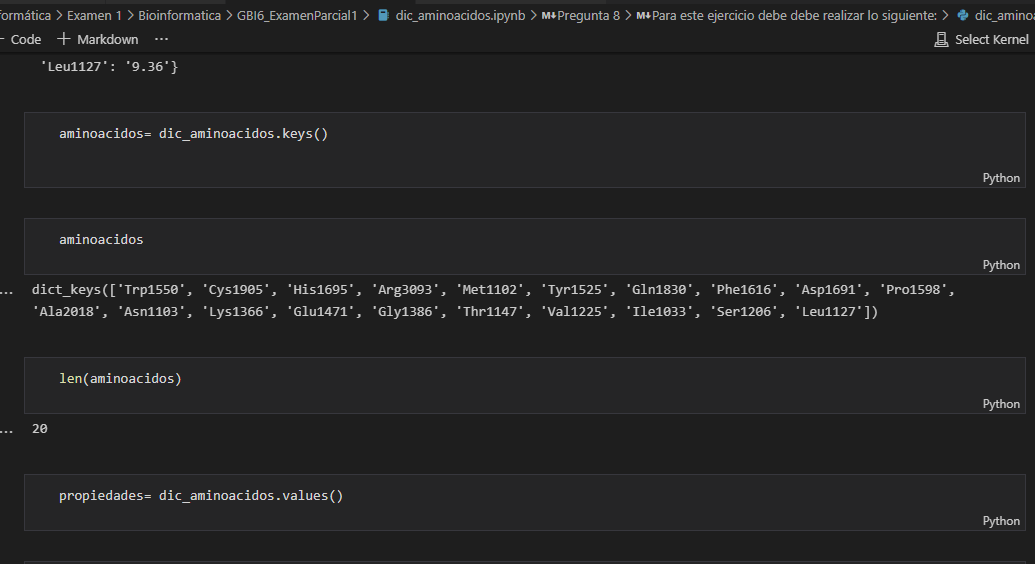 formática > Examen 1 > Bioinformatica > GBI6_ExamenParcial1 > dic_aminoacidos.ipynb > M↓Pregunta 8 > M↓Para este ejercicio debe debe realizar lo siguiente: > dic_amino
Code + Markdown ... Select Kernel
'Leu1127': '9.36'}
aminoacidos= dic_aminoacidos.keys()
Python
aminoacidos
Python
... dict_keys(['Trp1550', 'Cys1905', 'His1695', 'Arg3093', 'Met1102', 'Tyr1525', 'Gln1830', 'Phe1616', 'Asp1691', 'Pro1598',
'Ala2018', 'Asn1103', 'Lys1366', 'Glu1471', 'Gly1386', 'Thr1147', 'Val1225', 'Ile1033', 'Ser1206', 'Leu1127'])
len(aminoacidos)
Python
... 20
propiedades= dic_aminoacidos.values()
Python